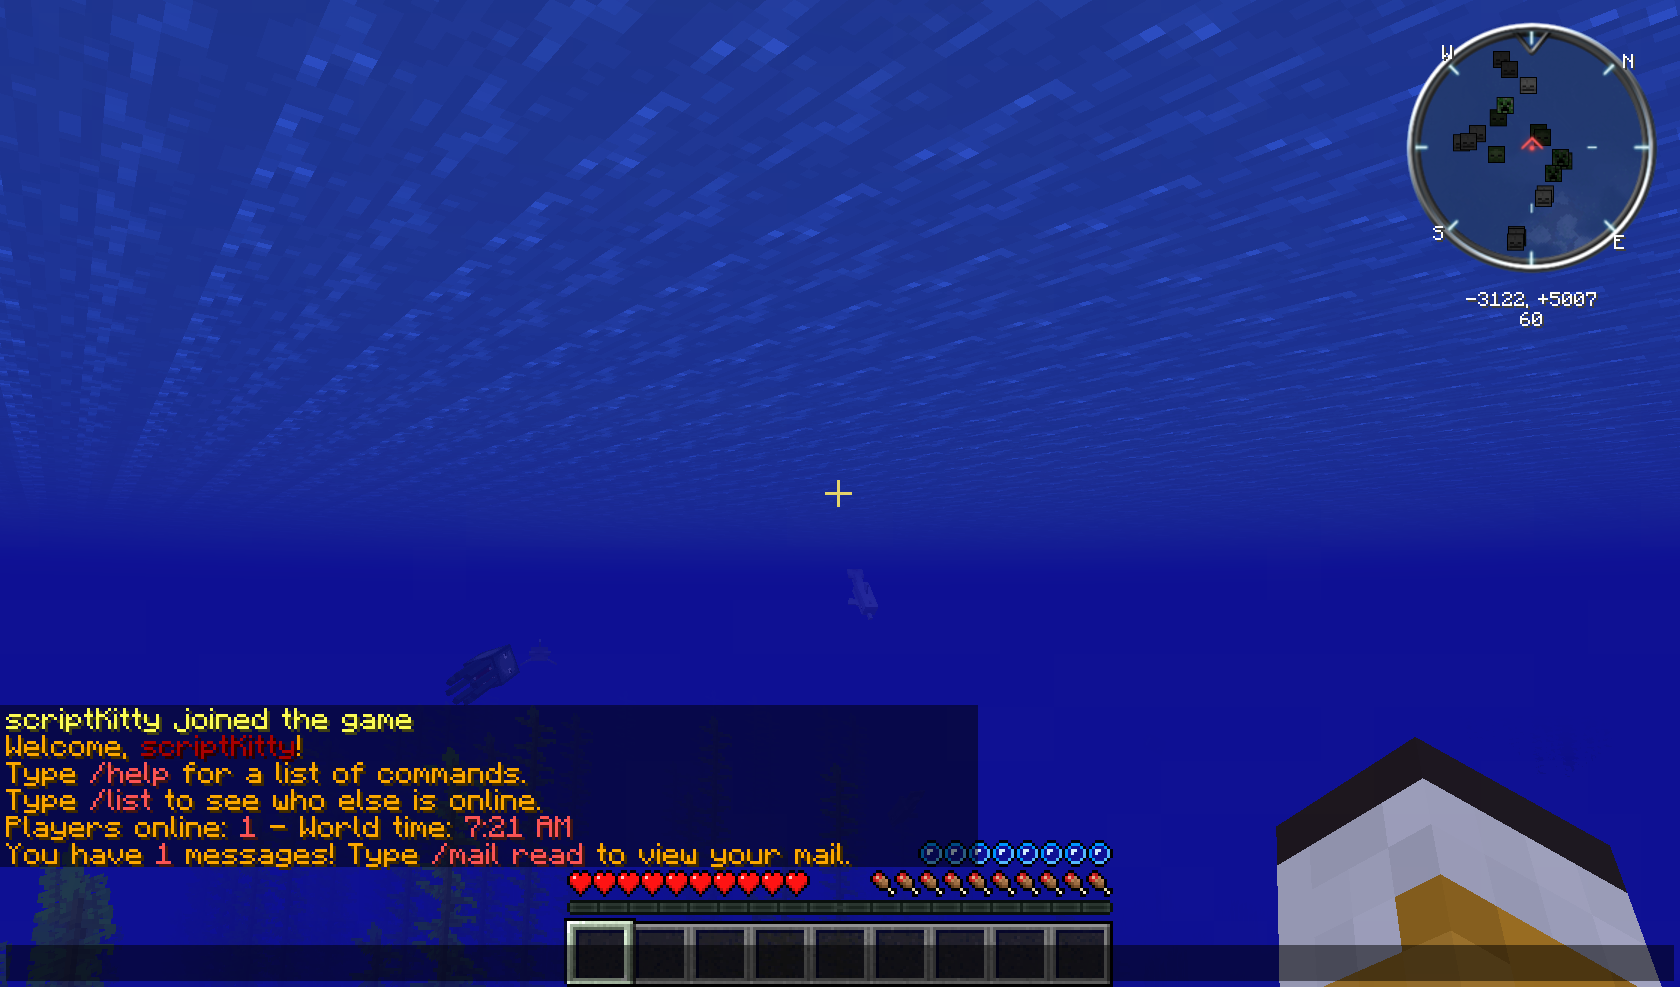 W
N
S
E
-3122, +5007
60
scriptKitty joined the game
Welcome, scriptKitty!
Type /help for a list of commands.
Type /list to see who else is online.
Players online: 1 - World time: 7:21 AM
You have 1 messages! Type /mail read to view your mail.